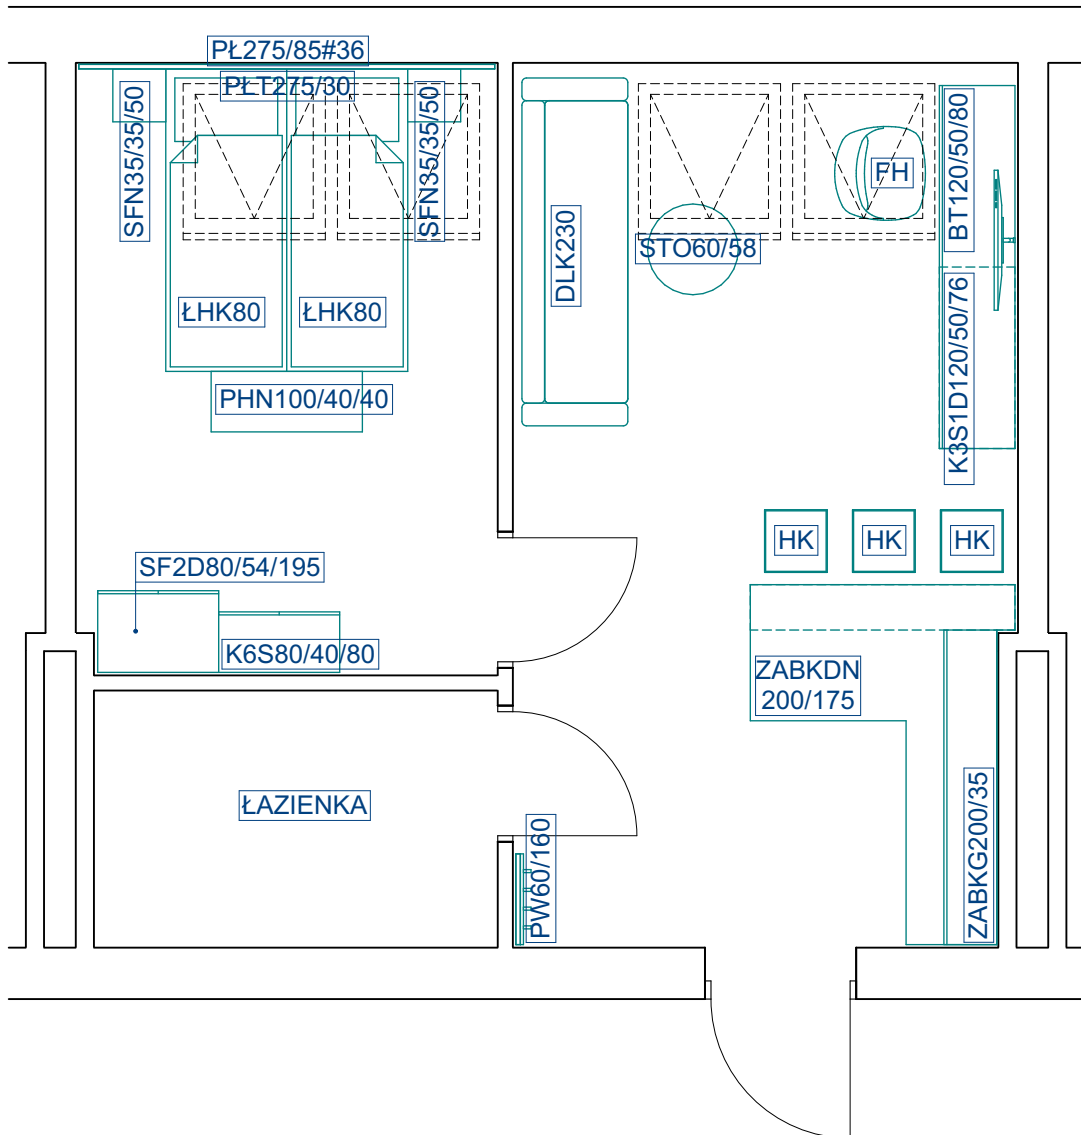 PŁ275/85#36
PŁT275/30
SFN35/35/50
SFN35/35/50
ŁHK80
ŁHK80
PHN100/40/40
DLK230
STO60/58
FH
BT120/50/80
K3S1D120/50/76
HK
HK
HK
SF2D80/54/195
K6S80/40/80
ZABKDN
200/175
ŁAZIENKA
PW60/160
ZABKG200/35